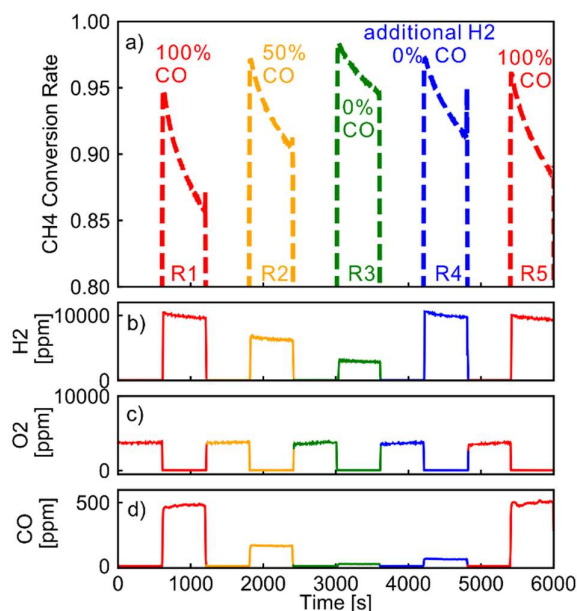 a)
100%
CO
50%
CO
0%
CO
additional H2
0% CO
100%
CO
CH4 Conversion Rate
1.00
0.95
0.90
0.85
0.80
R1
R2
R3
R4
R5
b)
H2
[ppm]
10000
0
c)
O2
[ppm]
10000
0
d)
CO
[ppm]
500
0
0
1000
2000
3000
4000
5000
6000
Time [s]